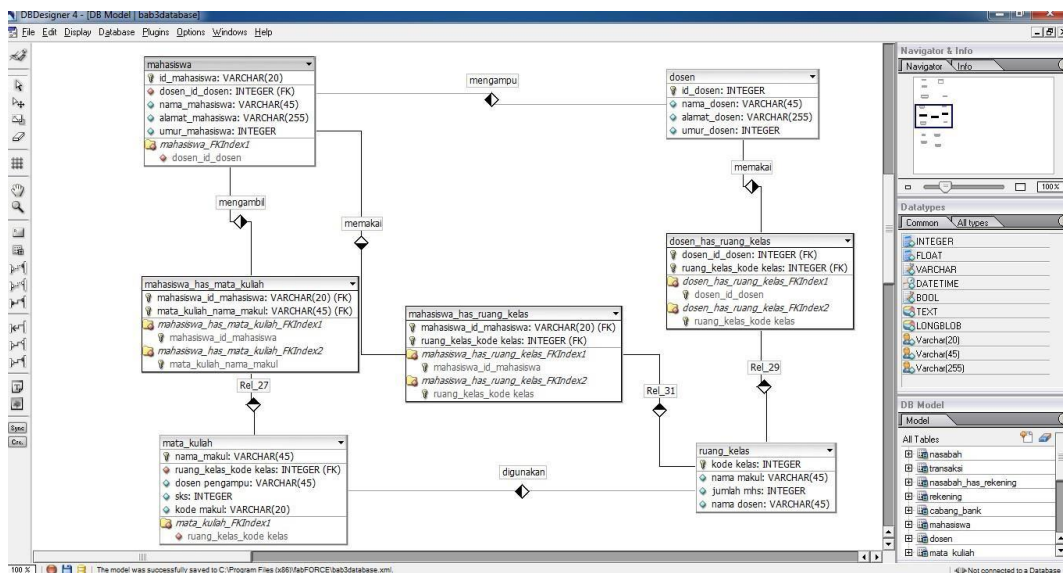 DBDesigner 4 - [DB Model | bab3database]
File Edit Display Database Plugins Options Windows Help
mahasiswa
id_mahasiswa: VARCHAR(20)
dosen_id_dosen: INTEGER (FK)
nama_mahasiswa: VARCHAR(45)
alamat_mahasiswa: VARCHAR(255)
umur_mahasiswa: INTEGER
mahasiswa_FKIndex1
dosen_id_dosen
mengampu
dosen
id_dosen: INTEGER
nama_dosen: VARCHAR(45)
alamat_dosen: VARCHAR(255)
umur_dosen: INTEGER
mengambil
memakai
memakai
mahasiswa_has_mata_kuliah
mahasiswa_id_mahasiswa: VARCHAR(20) (FK)
mata_kuliah_nama_makul: VARCHAR(45) (FK)
mahasiswa_has_mata_kuliah_FKIndex1
mahasiswa_id_mahasiswa
mahasiswa_has_mata_kuliah_FKIndex2
mata_kuliah_nama_makul
mahasiswa_has_ruang_kelas
mahasiswa_id_mahasiswa: VARCHAR(20) (FK)
ruang_kelas_kode kelas: INTEGER (FK)
mahasiswa_has_ruang_kelas_FKIndex1
mahasiswa_id_mahasiswa
mahasiswa_has_ruang_kelas_FKIndex2
ruang_kelas_kode kelas
dosen_has_ruang_kelas
dosen_id_dosen: INTEGER (FK)
ruang_kelas_kode kelas: INTEGER (FK)
dosen_has_ruang_kelas_FKIndex1
dosen_id_dosen
dosen_has_ruang_kelas_FKIndex2
ruang_kelas_kode kelas
Rel_27
Rel_31
Rel_29
mata_kuliah
nama_makul: VARCHAR(45)
ruang_kelas_kode kelas: INTEGER (FK)
dosen pengampu: VARCHAR(45)
sks: INTEGER
kode makul: VARCHAR(20)
mata_kuliah_FKIndex1
ruang_kelas_kode kelas
digunakan
ruang_kelas
kode kelas: INTEGER
nama makul: VARCHAR(45)
jumlah mhs: INTEGER
nama dosen: VARCHAR(45)
Navigator & Info
Navigator Info
100%
Datatypes
Common All types
INTEGER
FLOAT
VARCHAR
DATETIME
BOOL
TEXT
LONGBLOB
Varchar(20)
Varchar(45)
Varchar(255)
DB Model
Model
All Tables
nasabah
transaksi
nasabah_has_rekening
rekening
cabang_bank
mahasiswa
dosen
mata_kuliah
Sync
100 % The model was successfully saved to C:\Program Files (x86)\fabFORCE\bab3database.xml.
Not connected to a Database